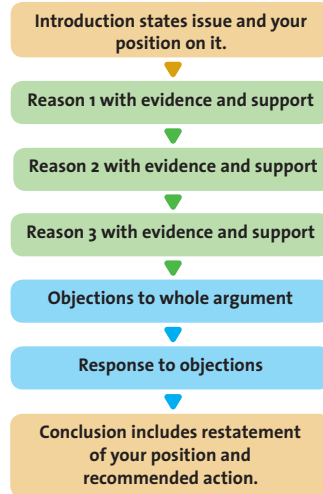 Introduction states issue and your
position on it.
Reason 1 with evidence and support
Reason 2 with evidence and support
Reason 3 with evidence and support
Objections to whole argument
Response to objections
Conclusion includes restatement
of your position and
recommended action.